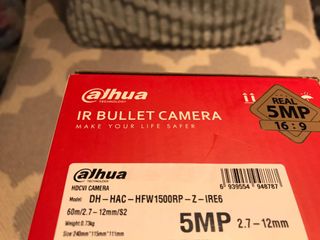 alhua
TECHNOLOGY
IR BULLET CAMERA
MAKE YOUR LIFE SAFER
REAL
5MP
16:9
alhua
TECHNOLOGY
HDCVI CAMERA
6 939554 948787
Model: DH-HAC-HFW1500RP-Z-IRE6
60m/2.7-12mm/S2
Weight: 0.73kg
Size: 240mm*115mm*111mm
5MP 2.7-12mm